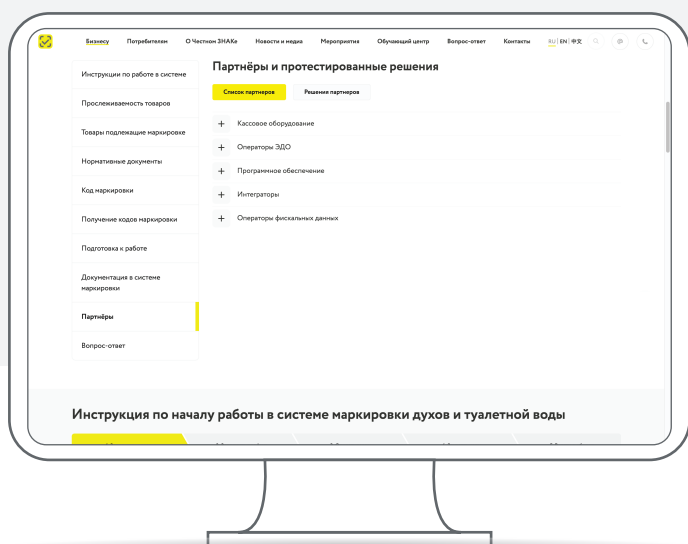 Бизнесу Потребителям О Честном ЗНАКе Новости и медиа Мероприятия Обучающий центр Вопрос-ответ Контакты RU | EN | 中文
Партнёры и протестированные решения
Список партнеров Решения партнеров
Кассовое оборудование
Операторы ЭДО
Программное обеспечение
Интеграторы
Операторы фискальных данных
Инструкции по работе в системе
Прослеживаемость товаров
Товары подлежащие маркировке
Нормативные документы
Код маркировки
Получение кодов маркировки
Подготовка к работе
Документация в системе
маркировки
Партнёры
Вопрос-ответ
Инструкция по началу работы в системе маркировки духов и туалетной воды